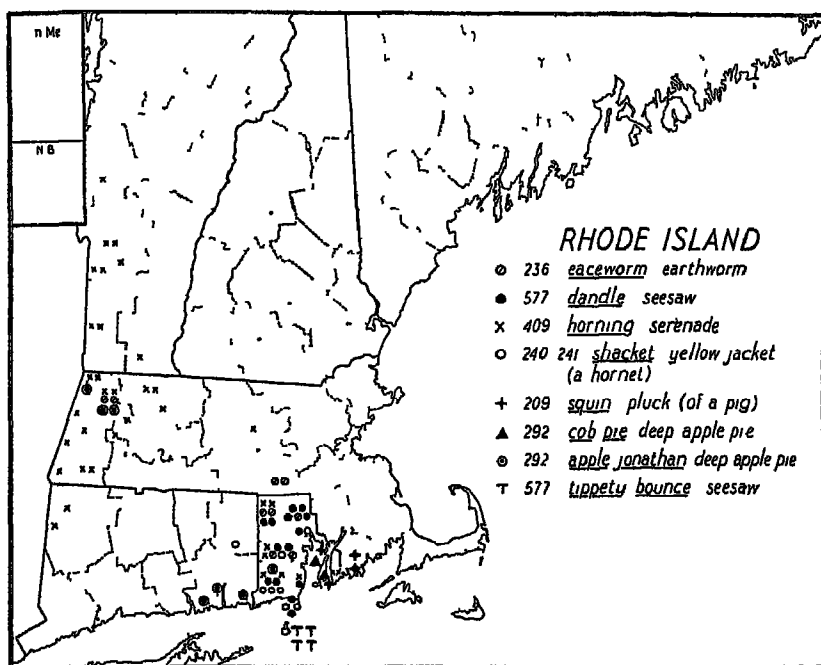 n Me
N B
RHODE ISLAND
236 eaceworm earthworm
577 dandle seesaw
x 409 horning serenade
240 241 shacket yellow jacket
(a hornet)
+ 209 squin pluck (of a pig)
▲ 292 cob pie deep apple pie
292 apple jonathan deep apple pie
T 577 tippety bounce seesaw